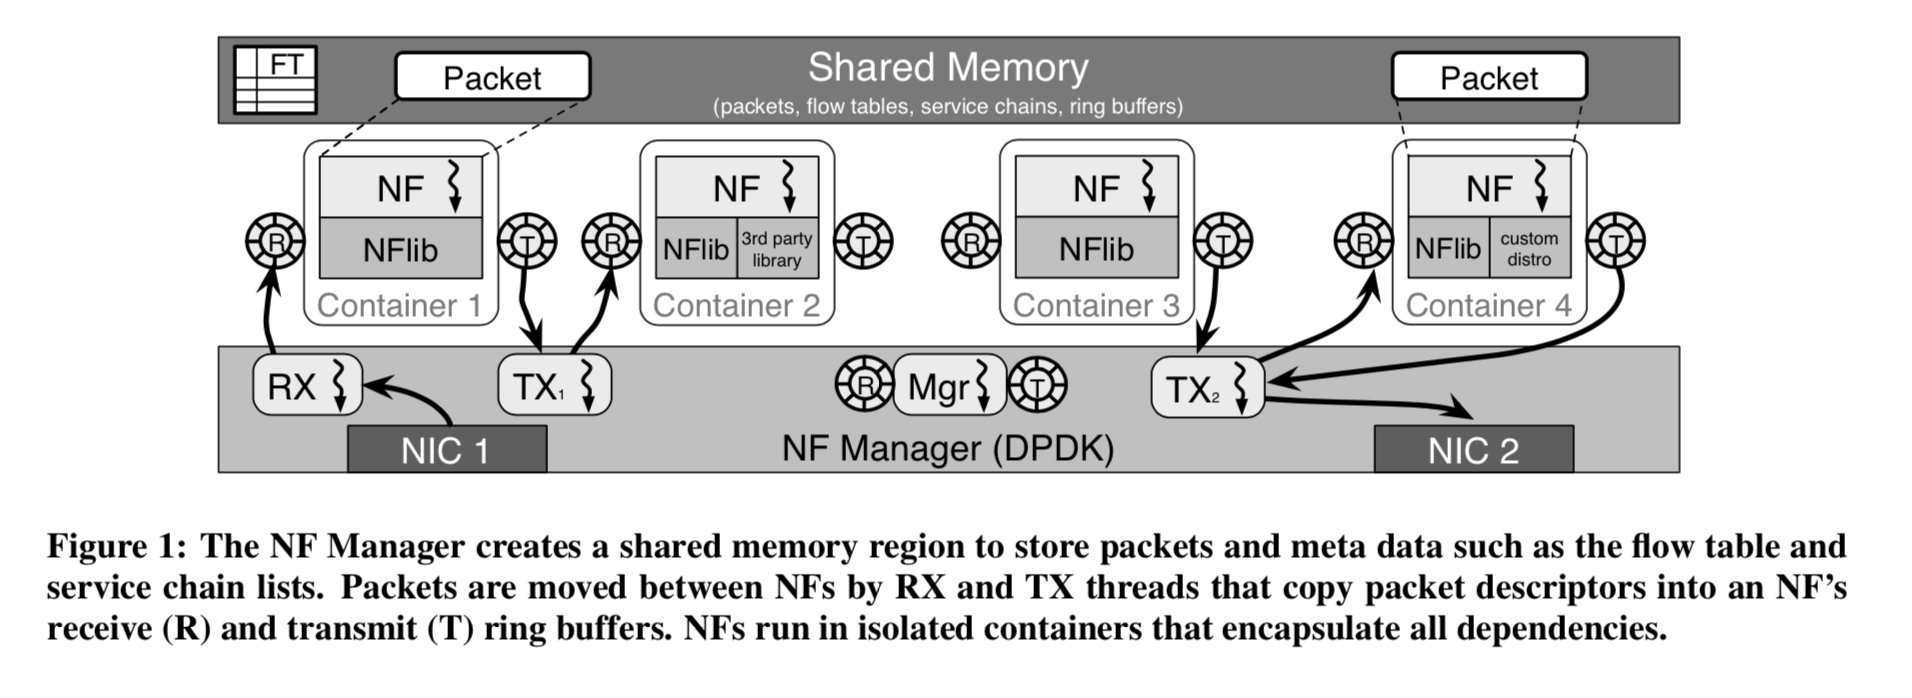 FT
Packet
Shared Memory
(packets, flow tables, service chains, ring buffers)
Packet
NF
NF
NF
NF
R
NFlib
T
R
NFlib
3rd party
library
T
R
NFlib
T
R
NFlib
custom
distro
T
Container 1
Container 2
Container 3
Container 4
RX
TX1
R
Mgr
T
TX2
NIC 1
NF Manager (DPDK)
NIC 2
Figure 1: The NF Manager creates a shared memory region to store packets and meta data such as the flow table and
service chain lists. Packets are moved between NFs by RX and TX threads that copy packet descriptors into an NF’s
receive (R) and transmit (T) ring buffers. NFs run in isolated containers that encapsulate all dependencies.